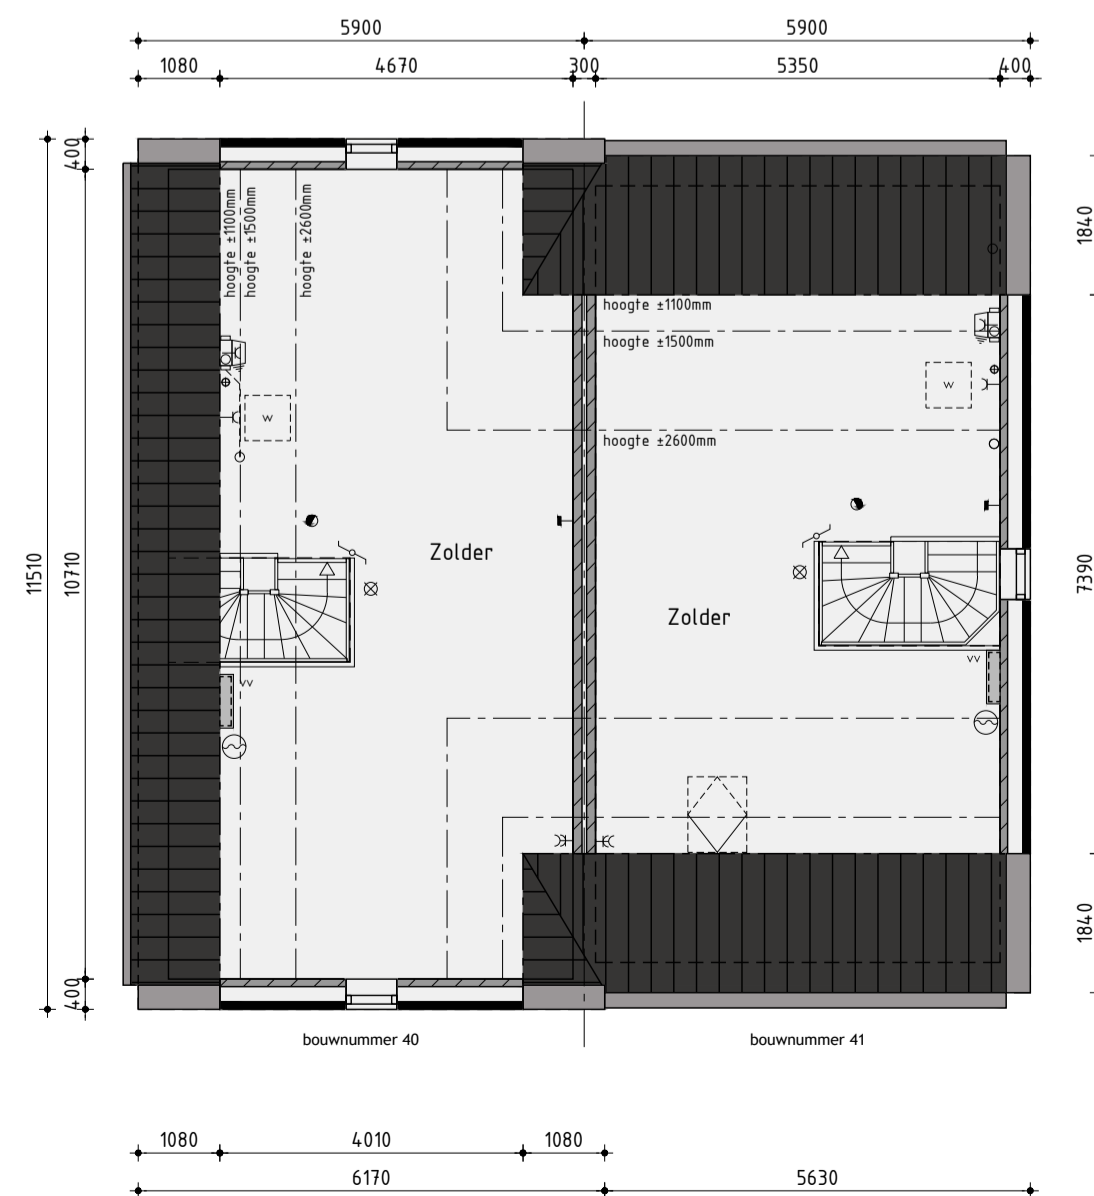 5900 5900
1080 4670 300 5350 400
400
1840
hoogte ±1100mm
hoogte ±1500mm
hoogte ±2600mm
hoogte ±1100mm
hoogte ±1500mm
w
w
hoogte ±2600mm
Zolder
11510
10710
7390
Zolder
vv
vv
1840
400
bouwnummer 40 bouwnummer 41
1080 4010 1080
6170 5630